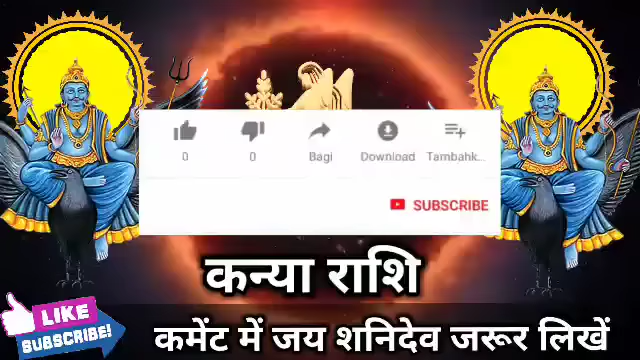 0 0 Bagi Download Tambahk...
SUBSCRIBE
कन्या राशि
LIKE
SUBSCRIBE!
कमेंट में जय शनिदेव जरूर लिखें